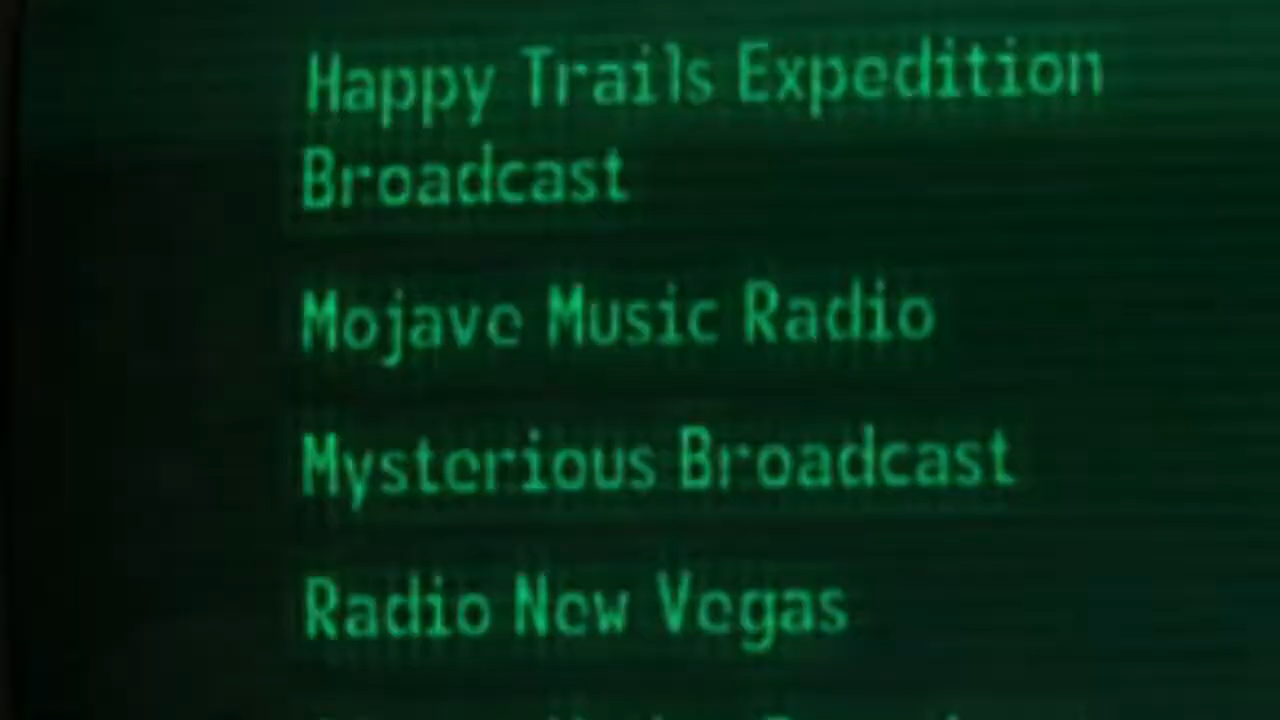 Happy Trails Expedition
Broadcast
Mojave Music Radio
Mysterious Broadcast
Radio New Vegas